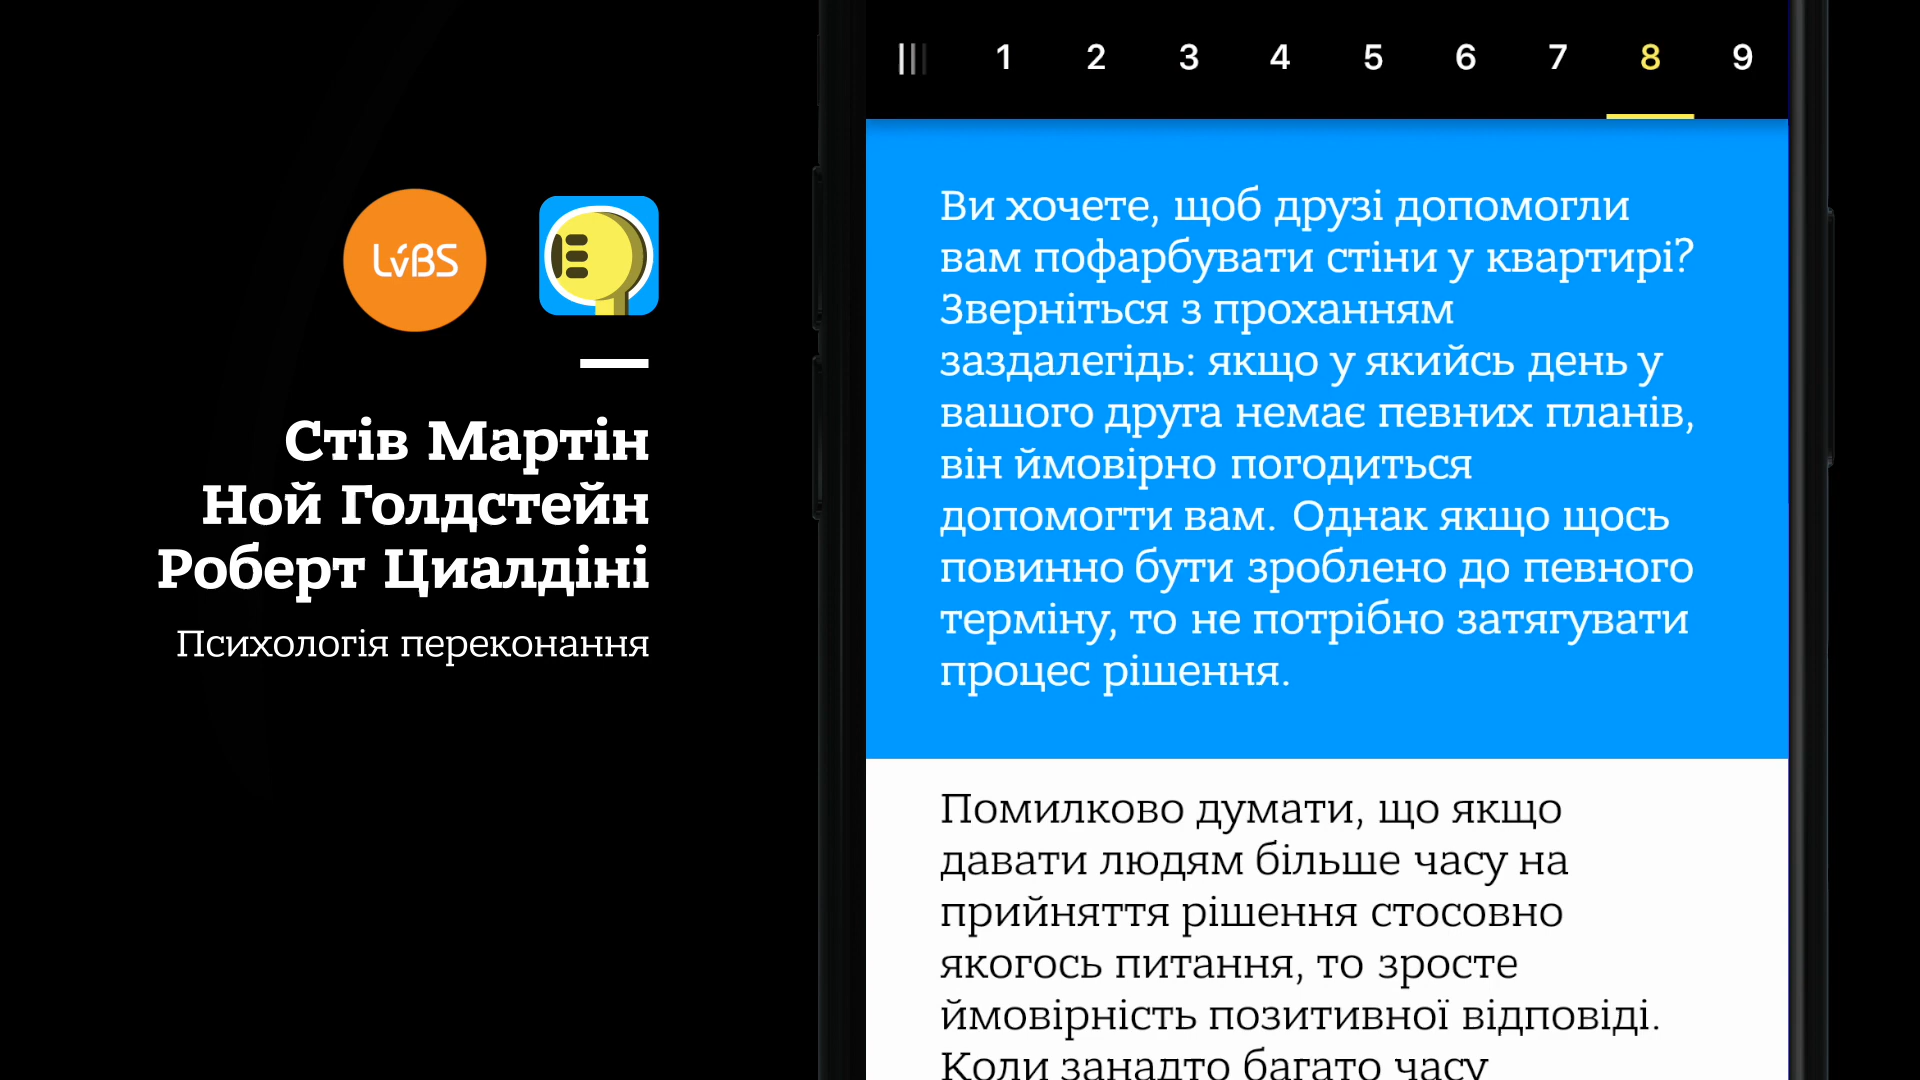 LvBS
Стів Мартін
Ной Голдстейн
Роберт Циалдіні
Психологія переконання
1 2 3 4 5 6 7 8 9
Ви хочете, щоб друзі допомогли
вам пофарбувати стіни у квартирі?
Зверніться з проханням
заздалегідь: якщо у якийсь день у
вашого друга немає певних планів,
він ймовірно погодиться
допомогти вам. Однак якщо щось
повинно бути зроблено до певного
терміну, то не потрібно затягувати
процес рішення.
Помилково думати, що якщо
давати людям більше часу на
прийняття рішення стосовно
якогось питання, то зросте
ймовірність позитивної відповіді.
Коли занадто багато часу